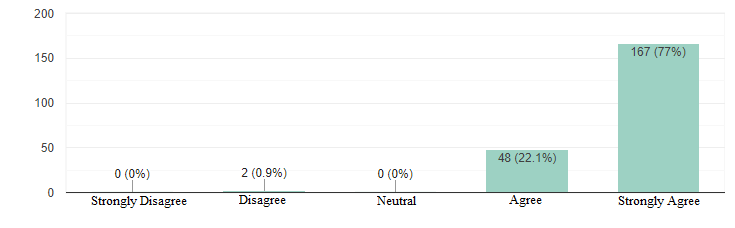 200
150
100
50
0
0 (0%)
2 (0.9%)
0 (0%)
48 (22.1%)
167 (77%)
Strongly Disagree
Disagree
Neutral
Agree
Strongly Agree